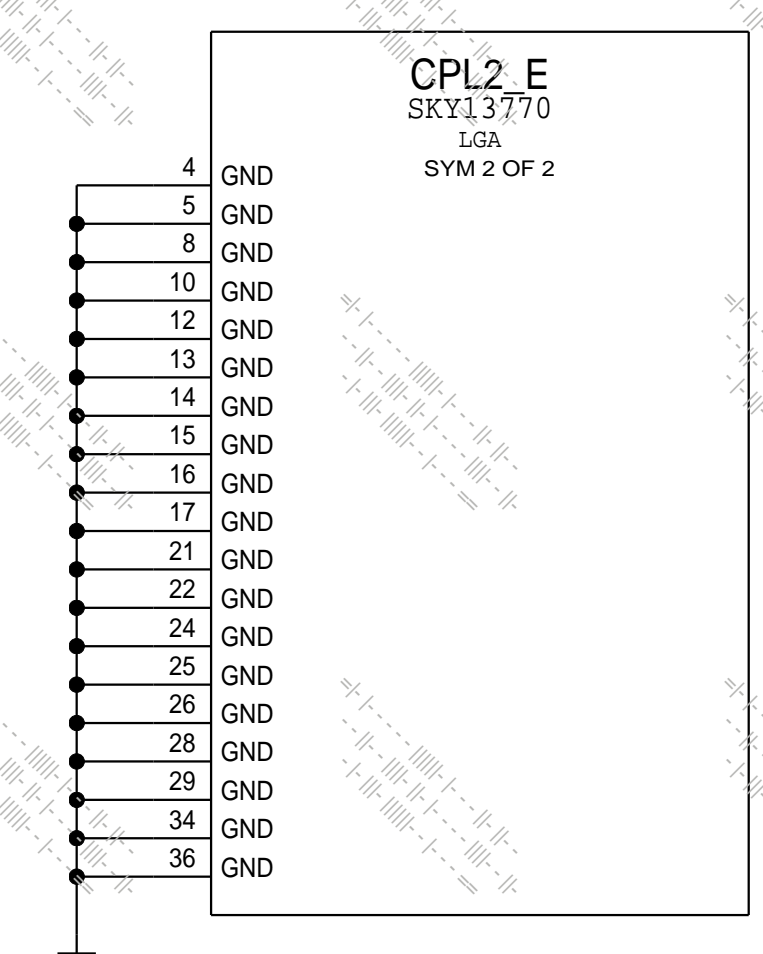 CPL2_E
SKY13770
LGA
SYM 2 OF 2
4 GND
5 GND
8 GND
10 GND
12 GND
13 GND
14 GND
15 GND
16 GND
17 GND
21 GND
22 GND
24 GND
25 GND
26 GND
28 GND
29 GND
34 GND
36 GND